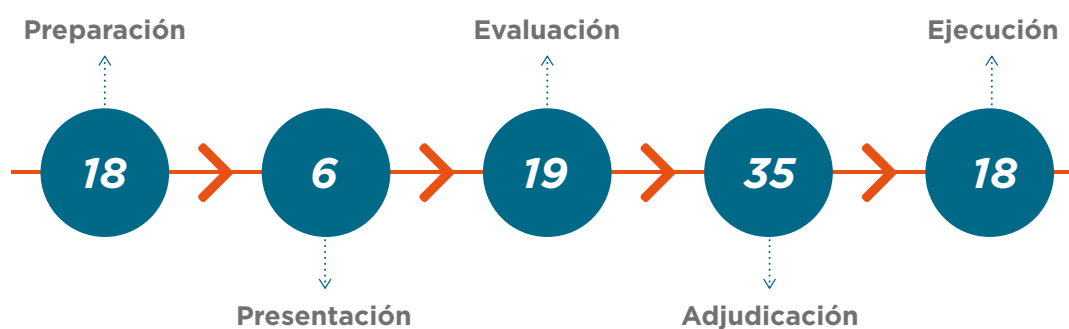 Preparación
Evaluación
Ejecución
18
6
19
35
18
Presentación
Adjudicación